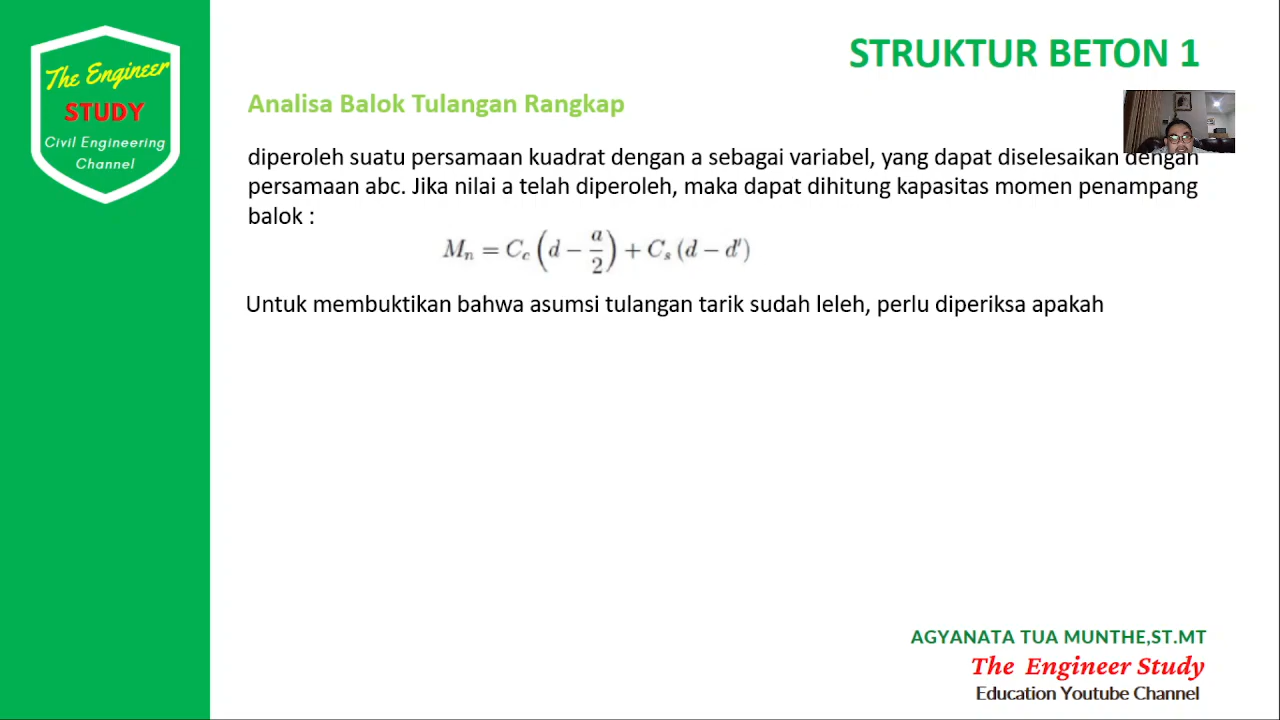 The Engineer
STUDY
Civil Engineering
Channel
STRUKTUR BETON 1
Analisa Balok Tulangan Rangkap
diperoleh suatu persamaan kuadrat dengan a sebagai variabel, yang dapat diselesaikan dengan
persamaan abc. Jika nilai a telah diperoleh, maka dapat dihitung kapasitas momen penampang
balok :
Mₙ = C_c (d − a/2) + Cₛ (d − d′)
Untuk membuktikan bahwa asumsi tulangan tarik sudah leleh, perlu diperiksa apakah
AGYANATA TUA MUNTHE,ST.MT
The Engineer Study
Education Youtube Channel